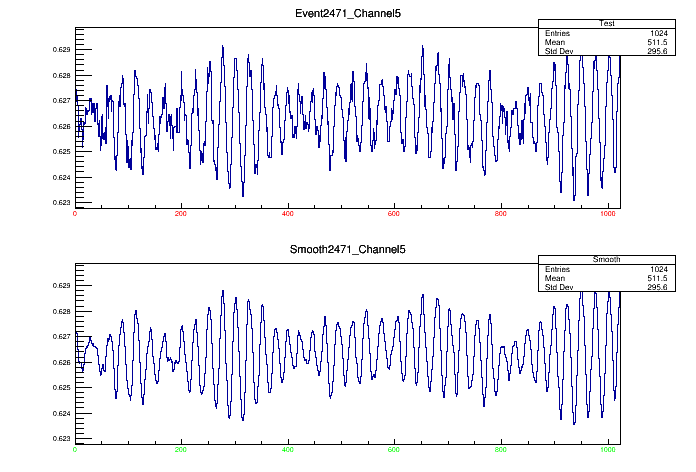 Event2471_Channel5
Test
Entries 1024
Mean 511.5
Std Dev 295.6
0.629
0.628
0.627
0.626
0.625
0.624
0.623
0 200 400 600 800 1000
Smooth2471_Channel5
Smooth
Entries 1024
Mean 511.5
Std Dev 295.6
0.629
0.628
0.627
0.626
0.625
0.624
0.623
0 200 400 600 800 1000